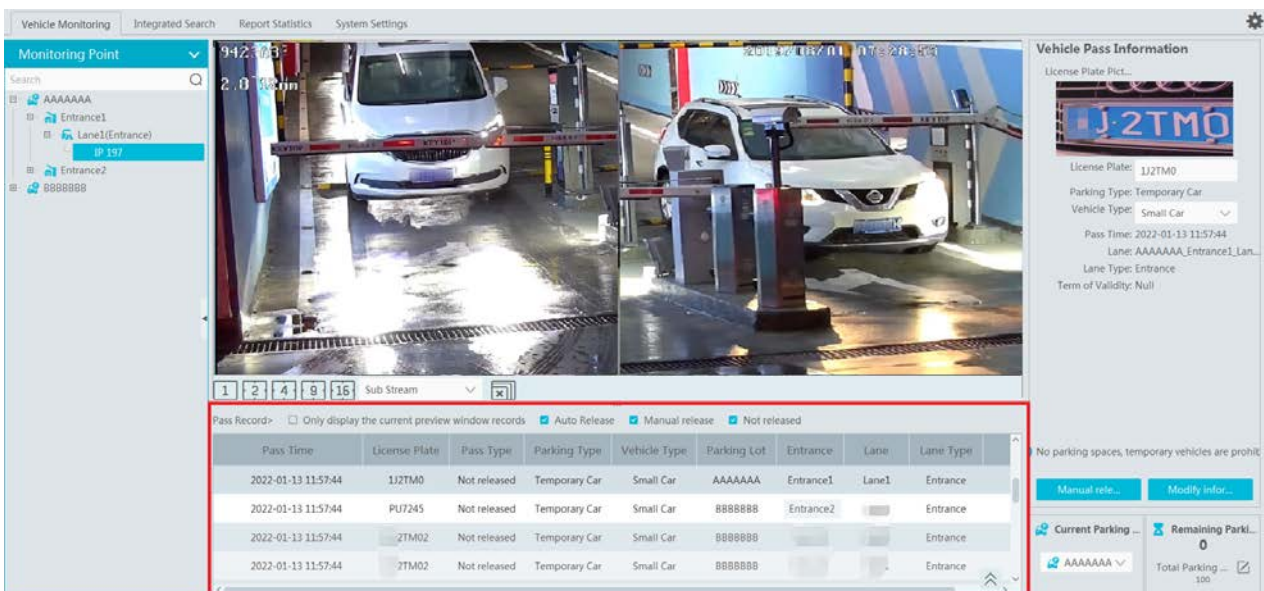 Vehicle Monitoring Integrated Search Report Statistics System Settings
Monitoring Point
Search
AAAAAAA
Entrance1
Lane1(Entrance)
IP 197
Entrance2
BBBBBBB
Vehicle Pass Information
License Plate Pict...
J·2TM0
License Plate: 1J2TM0
Parking Type: Temporary Car
Vehicle Type: Small Car
Pass Time: 2022-01-13 11:57:44
Lane: AAAAAAA_Entrance1_Lan...
Lane Type: Entrance
Term of Validity: Null
1 2 4 9 16 Sub Stream
Pass Record> Only display the current preview window records Auto Release Manual release Not released
Pass Time License Plate Pass Type Parking Type Vehicle Type Parking Lot Entrance Lane Lane Type
2022-01-13 11:57:44 1J2TM0 Not released Temporary Car Small Car AAAAAAA Entrance1 Lane1 Entrance
2022-01-13 11:57:44 PU7245 Not released Temporary Car Small Car BBBBBBB Entrance2 Entrance
2022-01-13 11:57:44 2TM02 Not released Temporary Car Small Car BBBBBBB Entrance
2022-01-13 11:57:44 2TM02 Not released Temporary Car Small Car BBBBBBB Entrance
No parking spaces, temporary vehicles are prohib
Manual rele... Modify infor...
Current Parking ... Remaining Parki...
0
AAAAAAA Total Parking ...
100